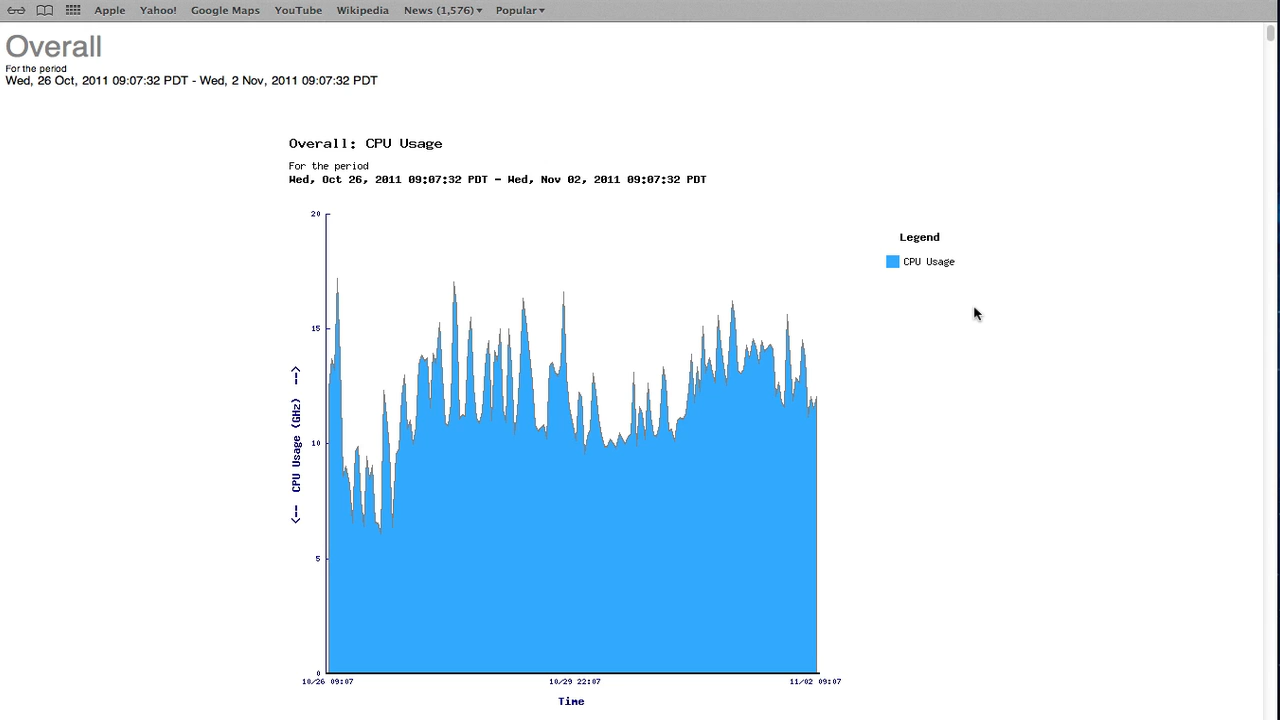 Apple Yahoo! Google Maps YouTube Wikipedia News (1,576) Popular
Overall
For the period
Wed, 26 Oct, 2011 09:07:32 PDT - Wed, 2 Nov, 2011 09:07:32 PDT
Overall: CPU Usage
For the period
Wed, Oct 26, 2011 09:07:32 PDT - Wed, Nov 02, 2011 09:07:32 PDT
Legend
CPU Usage
20
15
10
5
0
<-- CPU Usage (GHz) -->
10/26 09:07 10/29 22:07 11/02 09:07
Time